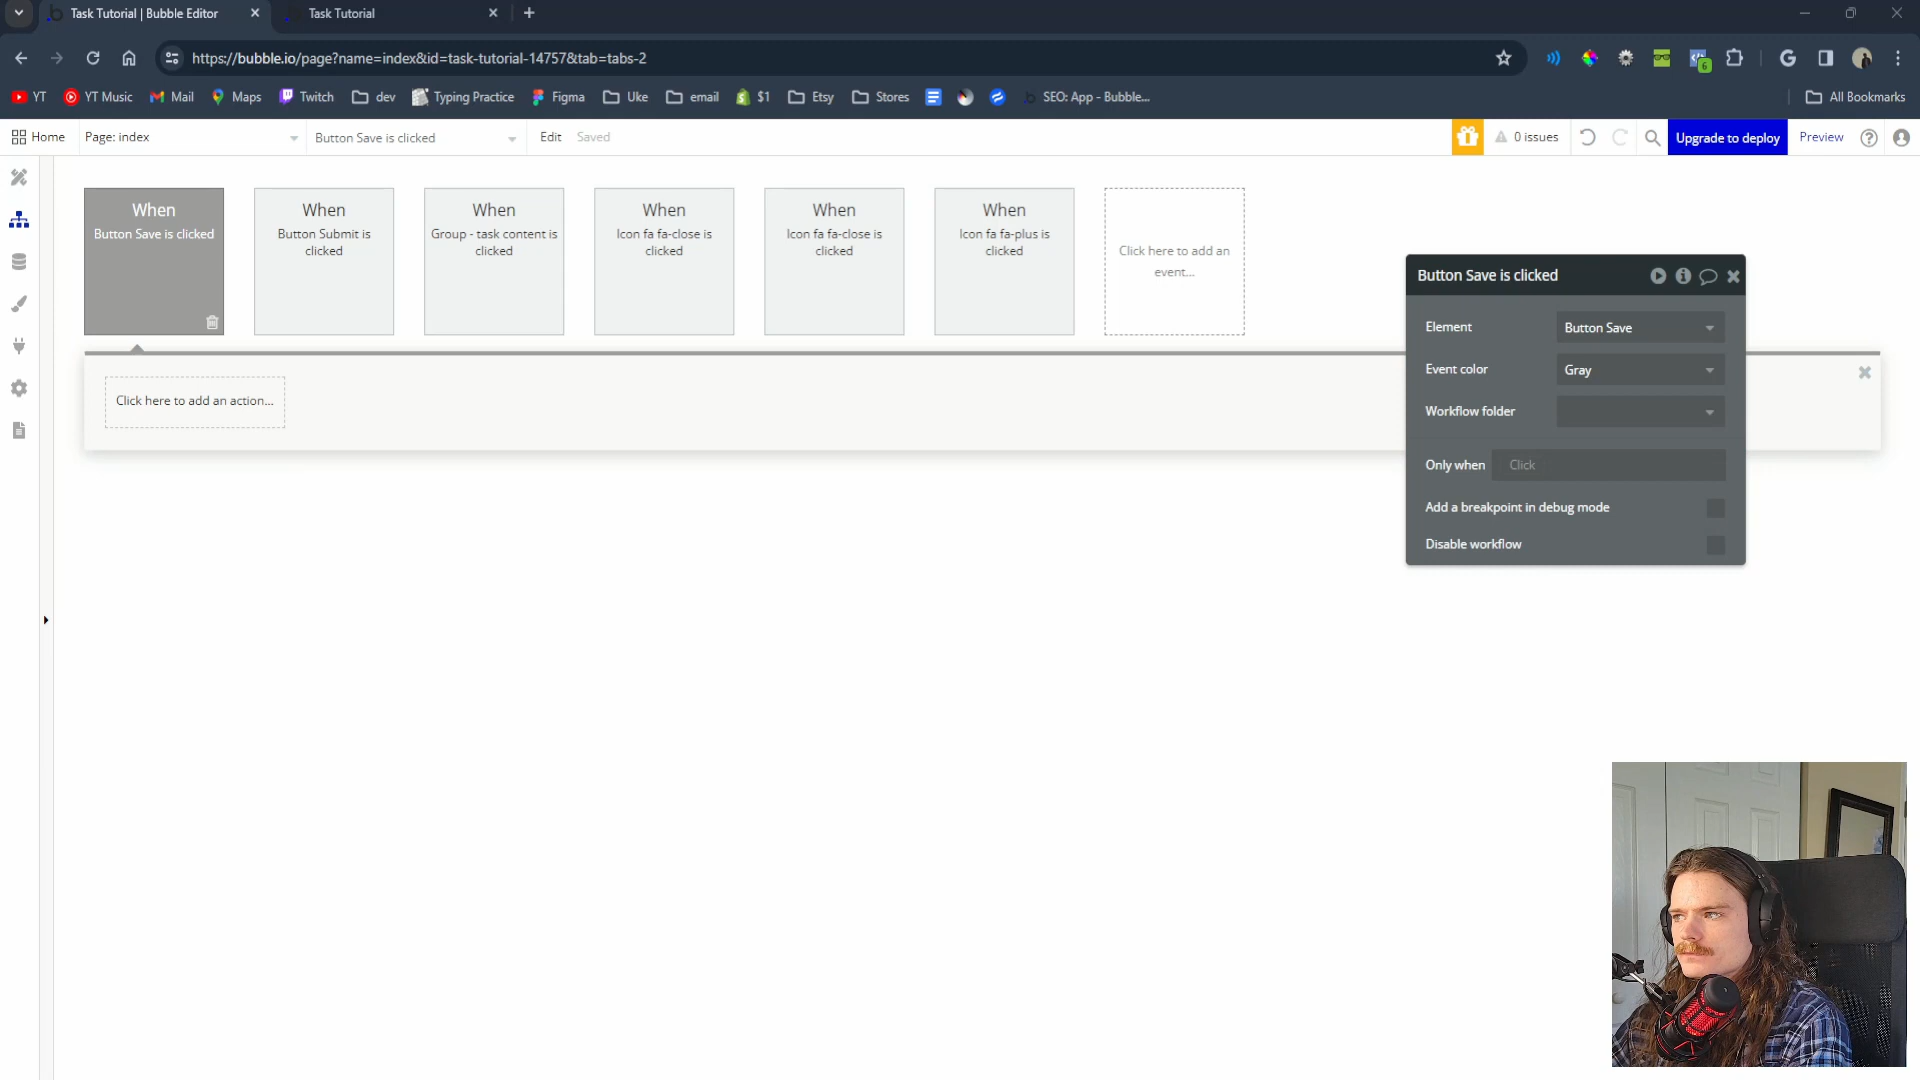 Task Tutorial | Bubble Editor
Task Tutorial
https://bubble.io/page?name=index&id=task-tutorial-14757&tab=tabs-2
6
YT
YT Music
Mail
Maps
Twitch
dev
Typing Practice
Figma
Uke
email
$1
Etsy
Stores
SEO: App - Bubble...
All Bookmarks
Home
Page: index
Button Save is clicked
Edit
Saved
0 issues
Upgrade to deploy
Preview
When
Button Save is clicked
When
Button Submit is
clicked
When
Group - task content is
clicked
When
Icon fa fa-close is
clicked
When
Icon fa fa-close is
clicked
When
Icon fa fa-plus is
clicked
Click here to add an
event...
Click here to add an action...
Button Save is clicked
Element
Button Save
Event color
Gray
Workflow folder
Only when
Click
Add a breakpoint in debug mode
Disable workflow